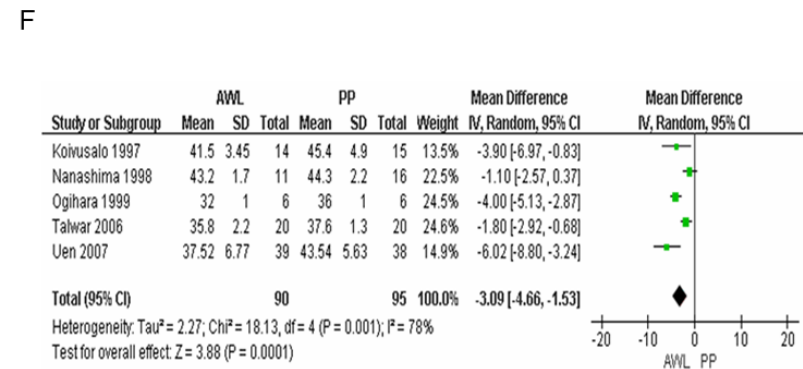 F
AWL PP Mean Difference Mean Difference
Study or Subgroup Mean SD Total Mean SD Total Weight IV, Random, 95% CI IV, Random, 95% CI
Koivusalo 1997 41.5 3.45 14 45.4 4.9 15 13.5% -3.90 [-6.97, -0.83]
Nanashima 1998 43.2 1.7 11 44.3 2.2 16 22.5% -1.10 [-2.57, 0.37]
Ogihara 1999 32 1 6 36 1 6 24.5% -4.00 [-5.13, -2.87]
Talwar 2006 35.8 2.2 20 37.6 1.3 20 24.6% -1.80 [-2.92, -0.68]
Uen 2007 37.52 6.77 39 43.54 5.63 38 14.9% -6.02 [-8.80, -3.24]
Total (95% CI) 90 95 100.0% -3.09 [-4.66, -1.53]
Heterogeneity: Tau² = 2.27; Chi² = 18.13, df = 4 (P = 0.001); I² = 78%
Test for overall effect: Z = 3.88 (P = 0.0001)
-20 -10 0 10 20
AWL PP